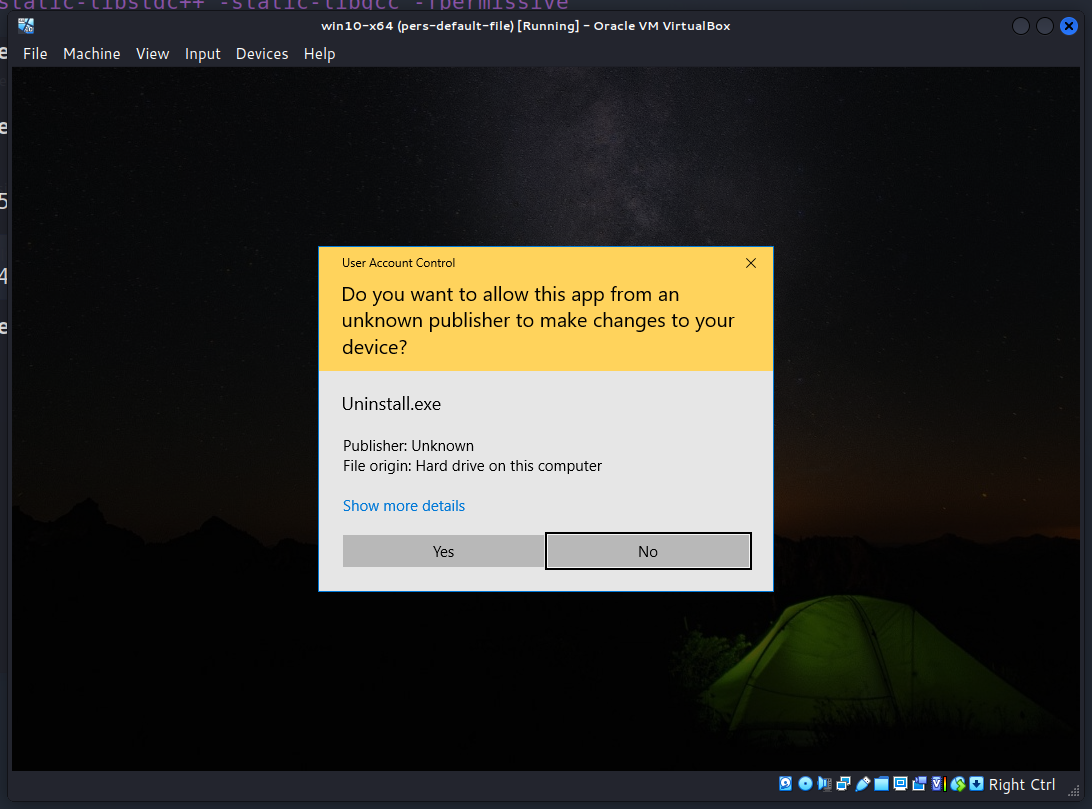 static-libstdc++ -static-libgcc -fpermissive
win10-x64 (pers-default-file) [Running] - Oracle VM VirtualBox
File Machine View Input Devices Help
User Account Control
Do you want to allow this app from an
unknown publisher to make changes to your
device?
Uninstall.exe
Publisher: Unknown
File origin: Hard drive on this computer
Show more details
Yes No
Right Ctrl